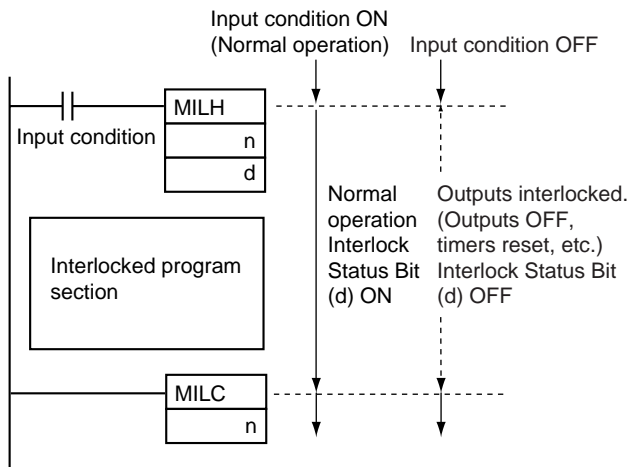 Input condition ON
(Normal operation)
Input condition OFF
MILH
Input condition
n
d
Normal
operation
Interlock
Status Bit
(d) ON
Outputs interlocked.
(Outputs OFF,
timers reset, etc.)
Interlock Status Bit
(d) OFF
Interlocked program
section
MILC
n